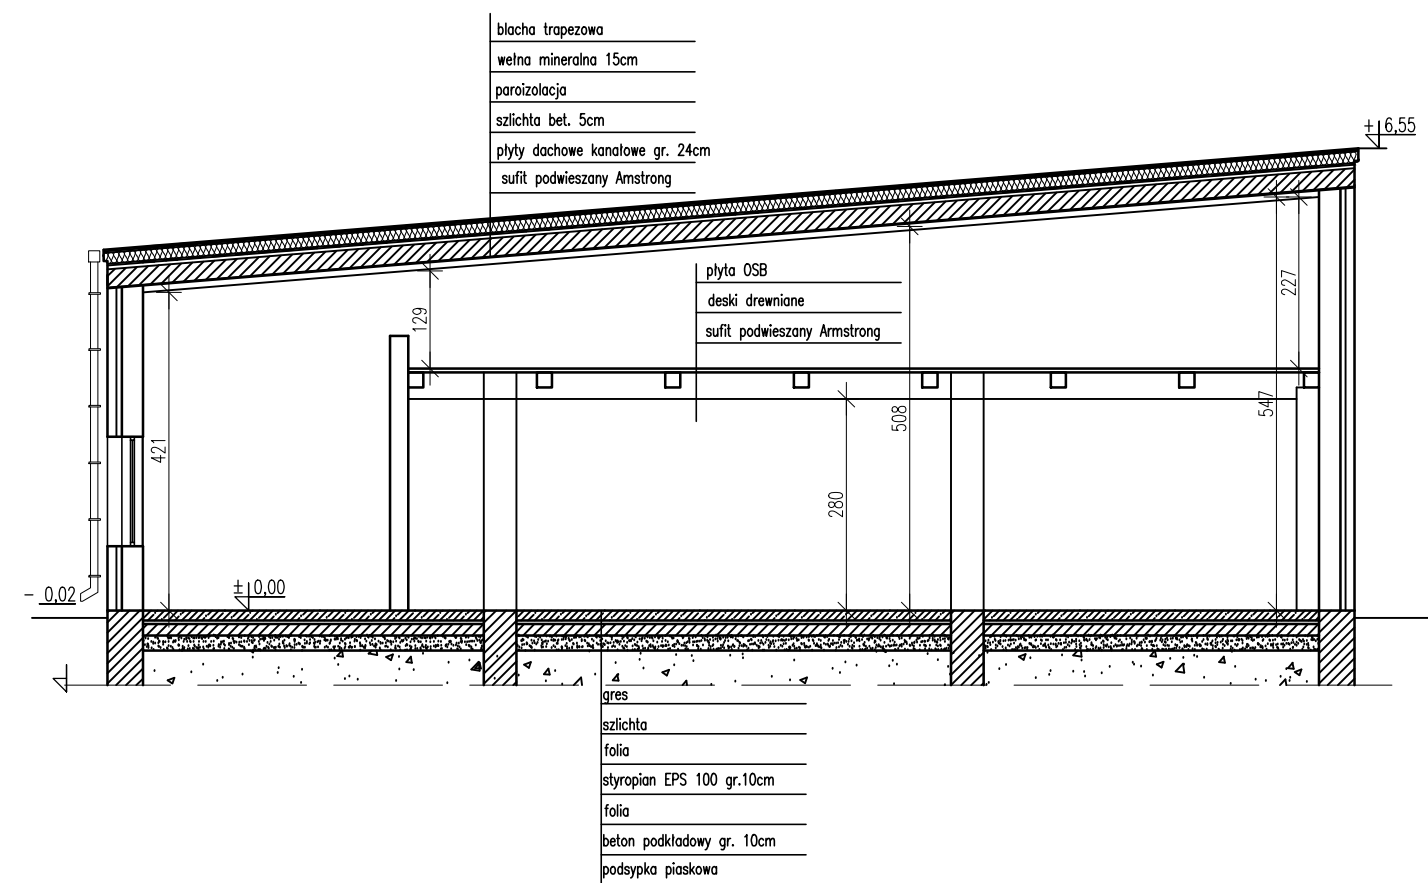 blacha trapezowa
wełna mineralna 15cm
paroizolacja
szlichta bet. 5cm
płyty dachowe kanałowe gr. 24cm
sufit podwieszany Amstrong
± 6,55
płyta OSB
deski drewniane
sufit podwieszany Armstrong
129
227
421
508
547
280
- 0,02
± 0,00
gres
szlichta
folia
styropian EPS 100 gr.10cm
folia
beton podkładowy gr. 10cm
podsypka piaskowa